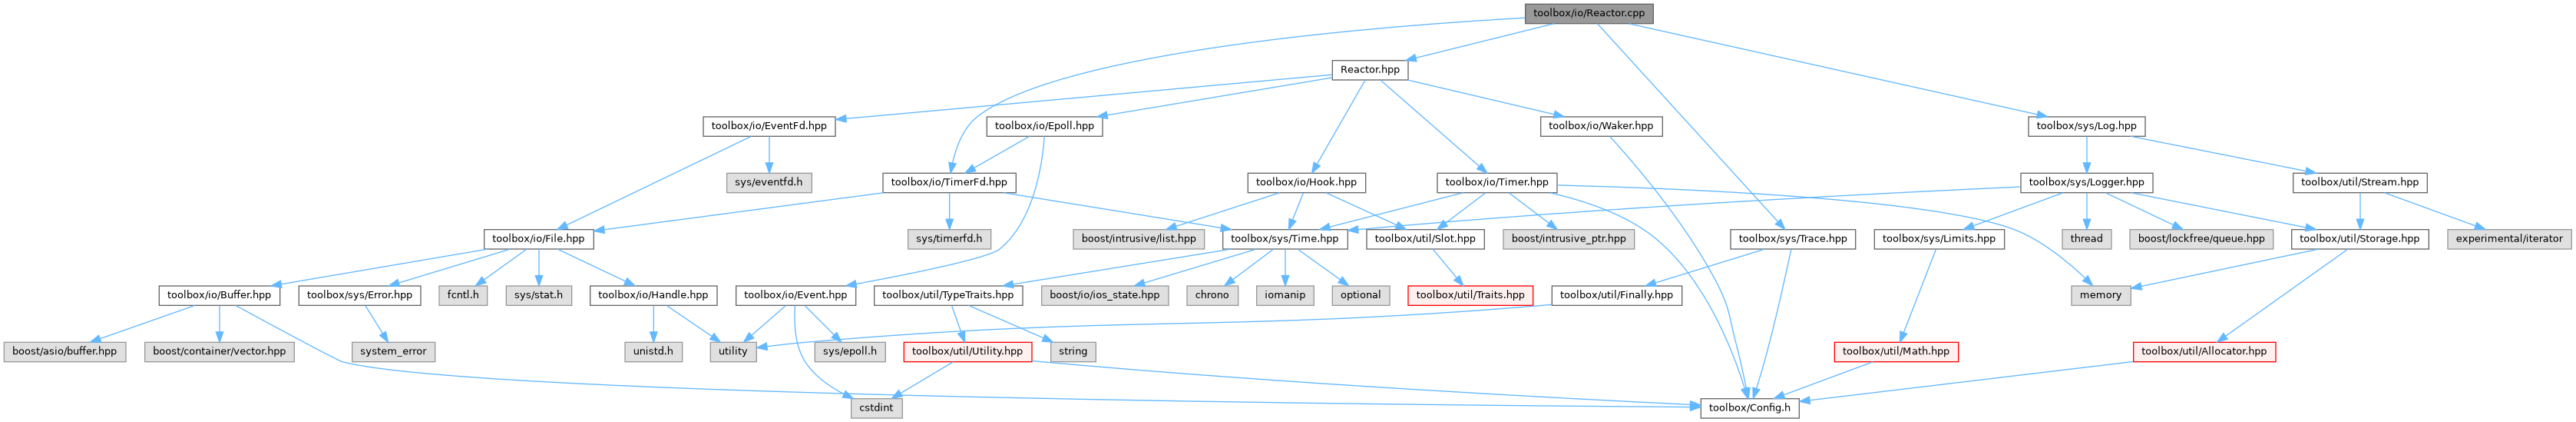 toolbox/io/Reactor.cpp
Reactor.hpp
toolbox/io/EventFd.hpp
toolbox/io/Epoll.hpp
toolbox/io/Waker.hpp
toolbox/sys/Log.hpp
sys/eventfd.h
toolbox/io/TimerFd.hpp
toolbox/io/Hook.hpp
toolbox/io/Timer.hpp
toolbox/sys/Logger.hpp
toolbox/util/Stream.hpp
toolbox/io/File.hpp
sys/timerfd.h
boost/intrusive/list.hpp
toolbox/sys/Time.hpp
toolbox/util/Slot.hpp
boost/intrusive_ptr.hpp
toolbox/sys/Trace.hpp
toolbox/sys/Limits.hpp
thread
boost/lockfree/queue.hpp
toolbox/util/Storage.hpp
experimental/iterator
toolbox/io/Buffer.hpp
toolbox/sys/Error.hpp
fcntl.h
sys/stat.h
toolbox/io/Handle.hpp
toolbox/io/Event.hpp
toolbox/util/TypeTraits.hpp
boost/io/ios_state.hpp
chrono
iomanip
optional
toolbox/util/Traits.hpp
toolbox/util/Finally.hpp
memory
boost/asio/buffer.hpp
boost/container/vector.hpp
system_error
unistd.h
utility
sys/epoll.h
toolbox/util/Utility.hpp
string
toolbox/util/Math.hpp
toolbox/util/Allocator.hpp
cstdint
toolbox/Config.h